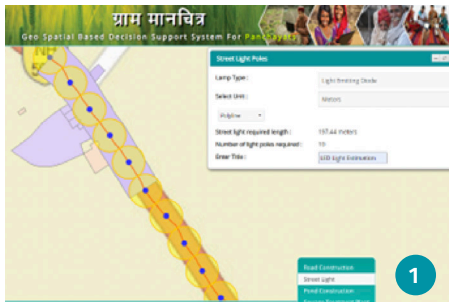 ग्राम मानचित्र
Geo Spatial Based Decision Support System For Panchayats
Street Light Poles
Lamp Type :
Light Emitting Diode
Select Unit :
Meters
Polyline
Street light required length :
197.44 meters
Number of light poles required :
10
Enter Title :
LED Light Estimation
Road Construction
Street Light
Pond Construction
1